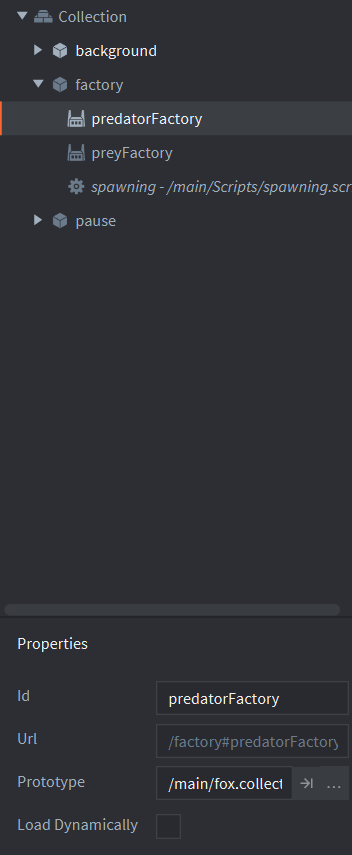 Collection
background
factory
predatorFactory
preyFactory
spawning - /main/Scripts/spawning.scr
pause
Properties
Id
predatorFactory
Url
/factory#predatorFactory
Prototype
/main/fox.collect
...
Load Dynamically